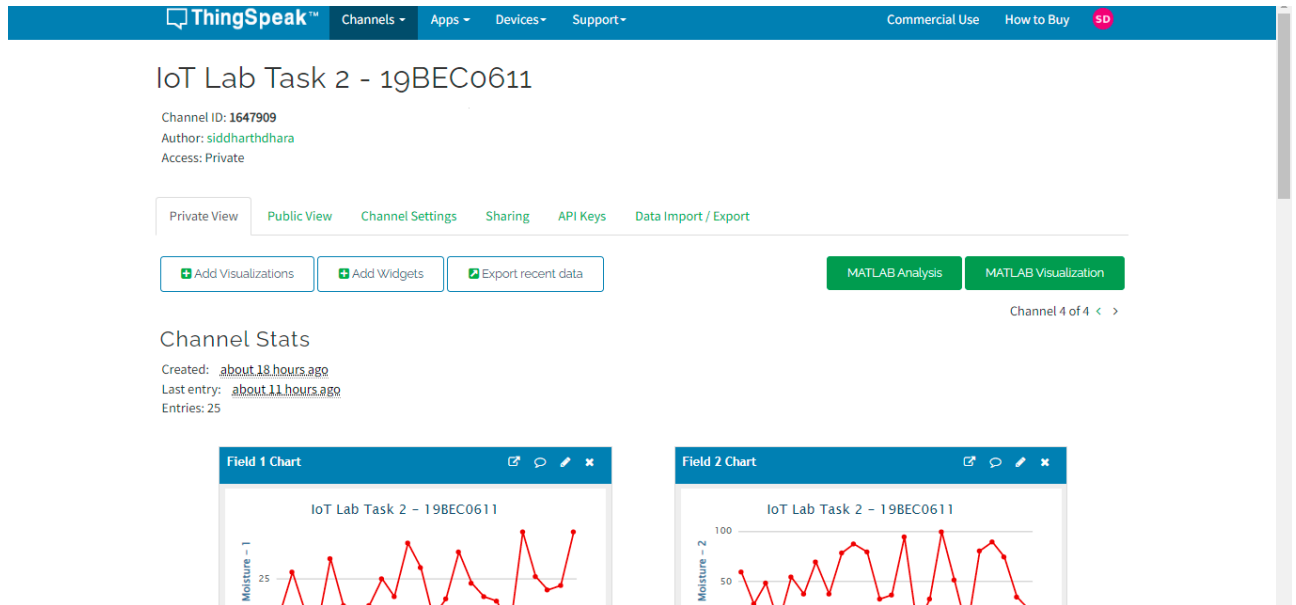 ThingSpeak™ Channels Apps Devices Support Commercial Use How to Buy SD
IoT Lab Task 2 - 19BEC0611
Channel ID: 1647909
Author: siddharthdhara
Access: Private
Private View Public View Channel Settings Sharing API Keys Data Import / Export
Add Visualizations Add Widgets Export recent data MATLAB Analysis MATLAB Visualization
Channel 4 of 4 < >
Channel Stats
Created: about 18 hours ago
Last entry: about 11 hours ago
Entries: 25
Field 1 Chart
IoT Lab Task 2 – 19BEC0611
Moisture – 1
25
Field 2 Chart
IoT Lab Task 2 – 19BEC0611
Moisture – 2
100
50